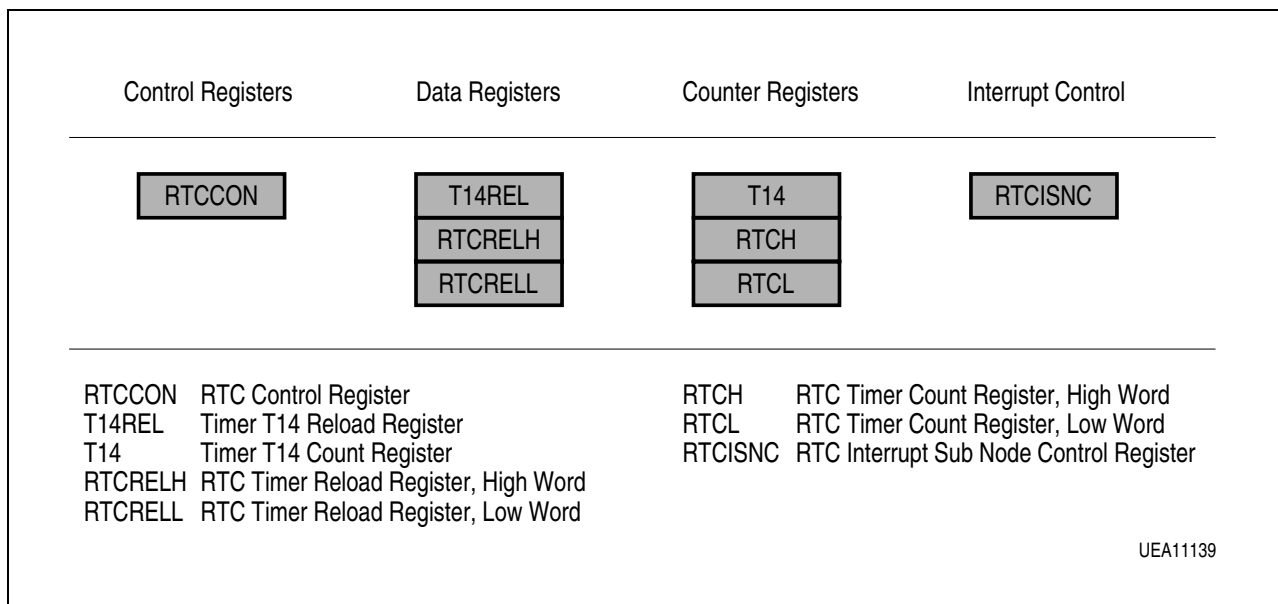 Control Registers Data Registers Counter Registers Interrupt Control
RTCCON T14REL T14 RTCISNC
RTCRELH RTCH
RTCRELL RTCL
RTCCON RTC Control Register
T14REL Timer T14 Reload Register
T14 Timer T14 Count Register
RTCRELH RTC Timer Reload Register, High Word
RTCRELL RTC Timer Reload Register, Low Word
RTCH RTC Timer Count Register, High Word
RTCL RTC Timer Count Register, Low Word
RTCISNC RTC Interrupt Sub Node Control Register
UEA11139